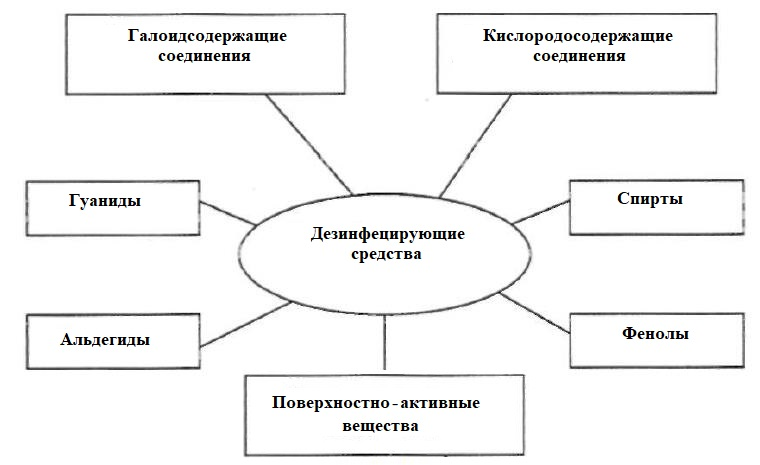 Галоидсодержащие
соединения
Кислородосодержащие
соединения
Гуаниды
Спирты
Дезинфецирующие
средства
Альдегиды
Фенолы
Поверхностно-активные
вещества